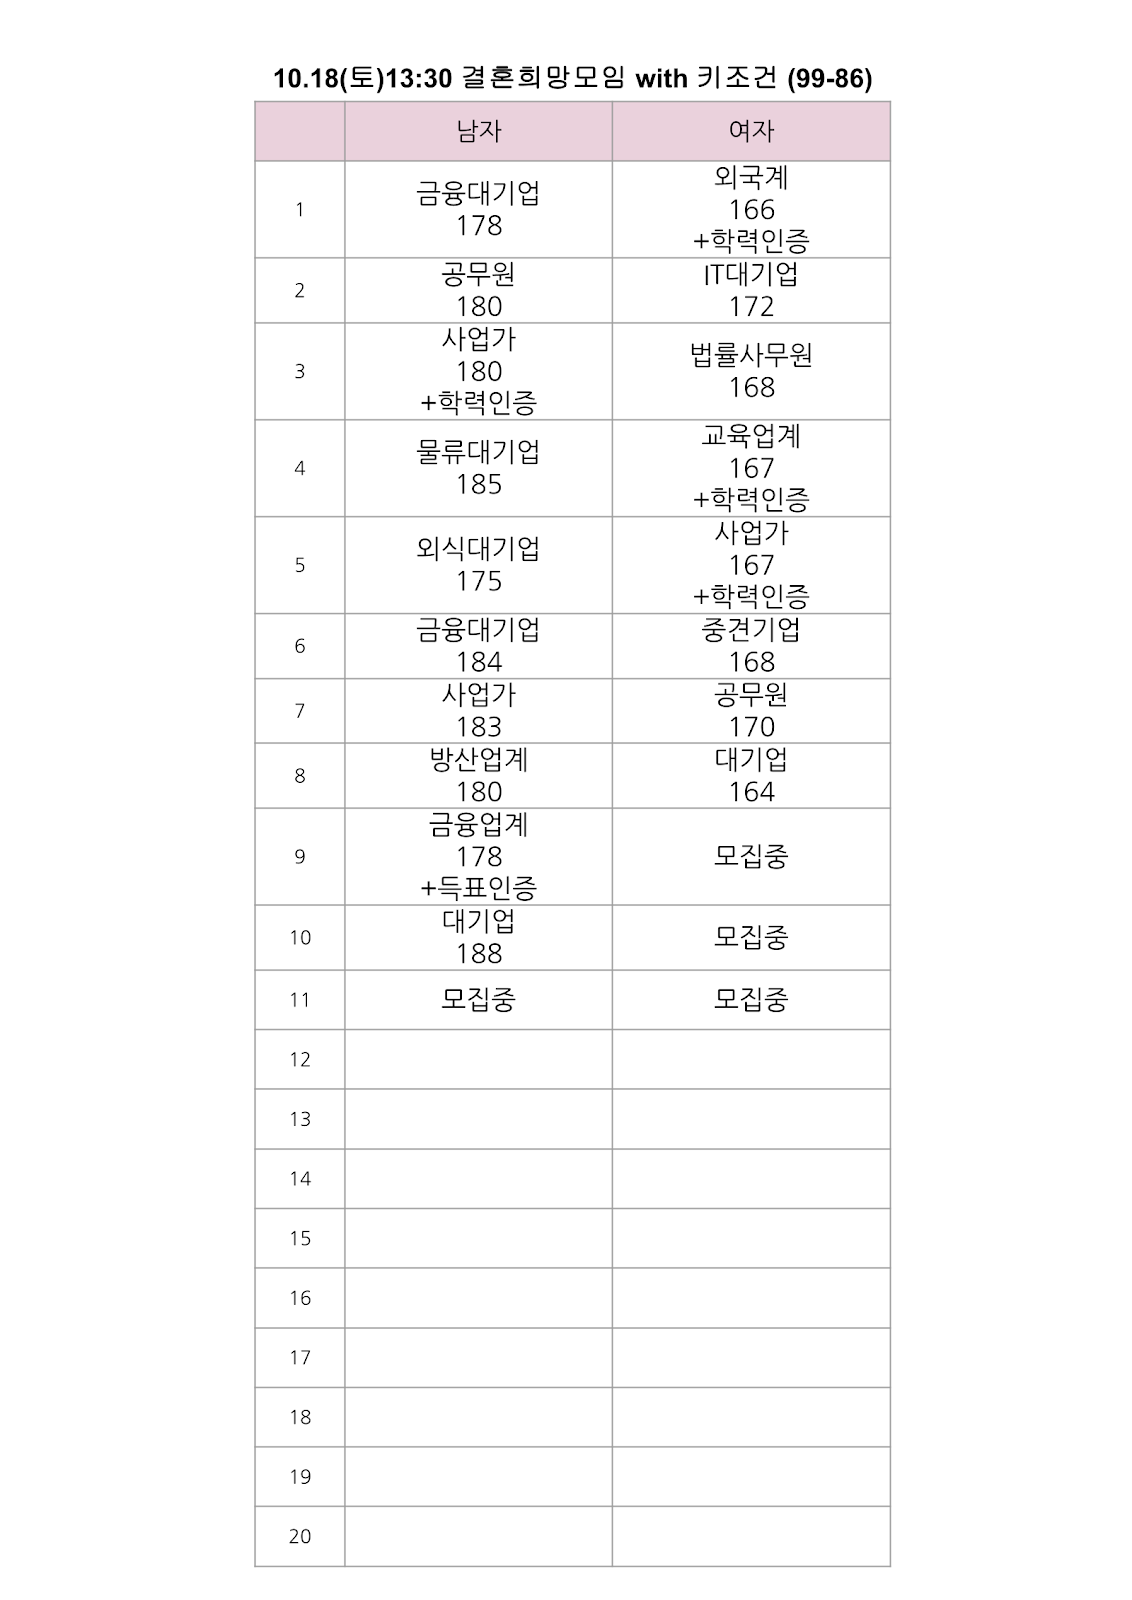 10.18(토)13:30 결혼희망모임 with 키조건 (99-86)
남자 여자
1 금융대기업 178 외국계 166 +학력인증
2 공무원 180 IT대기업 172
3 사업가 180 +학력인증 법률사무원 168
4 물류대기업 185 교육업계 167 +학력인증
5 외식대기업 175 사업가 167 +학력인증
6 금융대기업 184 중견기업 168
7 사업가 183 공무원 170
8 방산업계 180 대기업 164
9 금융업계 178 +득표인증 모집중
10 대기업 188 모집중
11 모집중 모집중
12
13
14
15
16
17
18
19
20